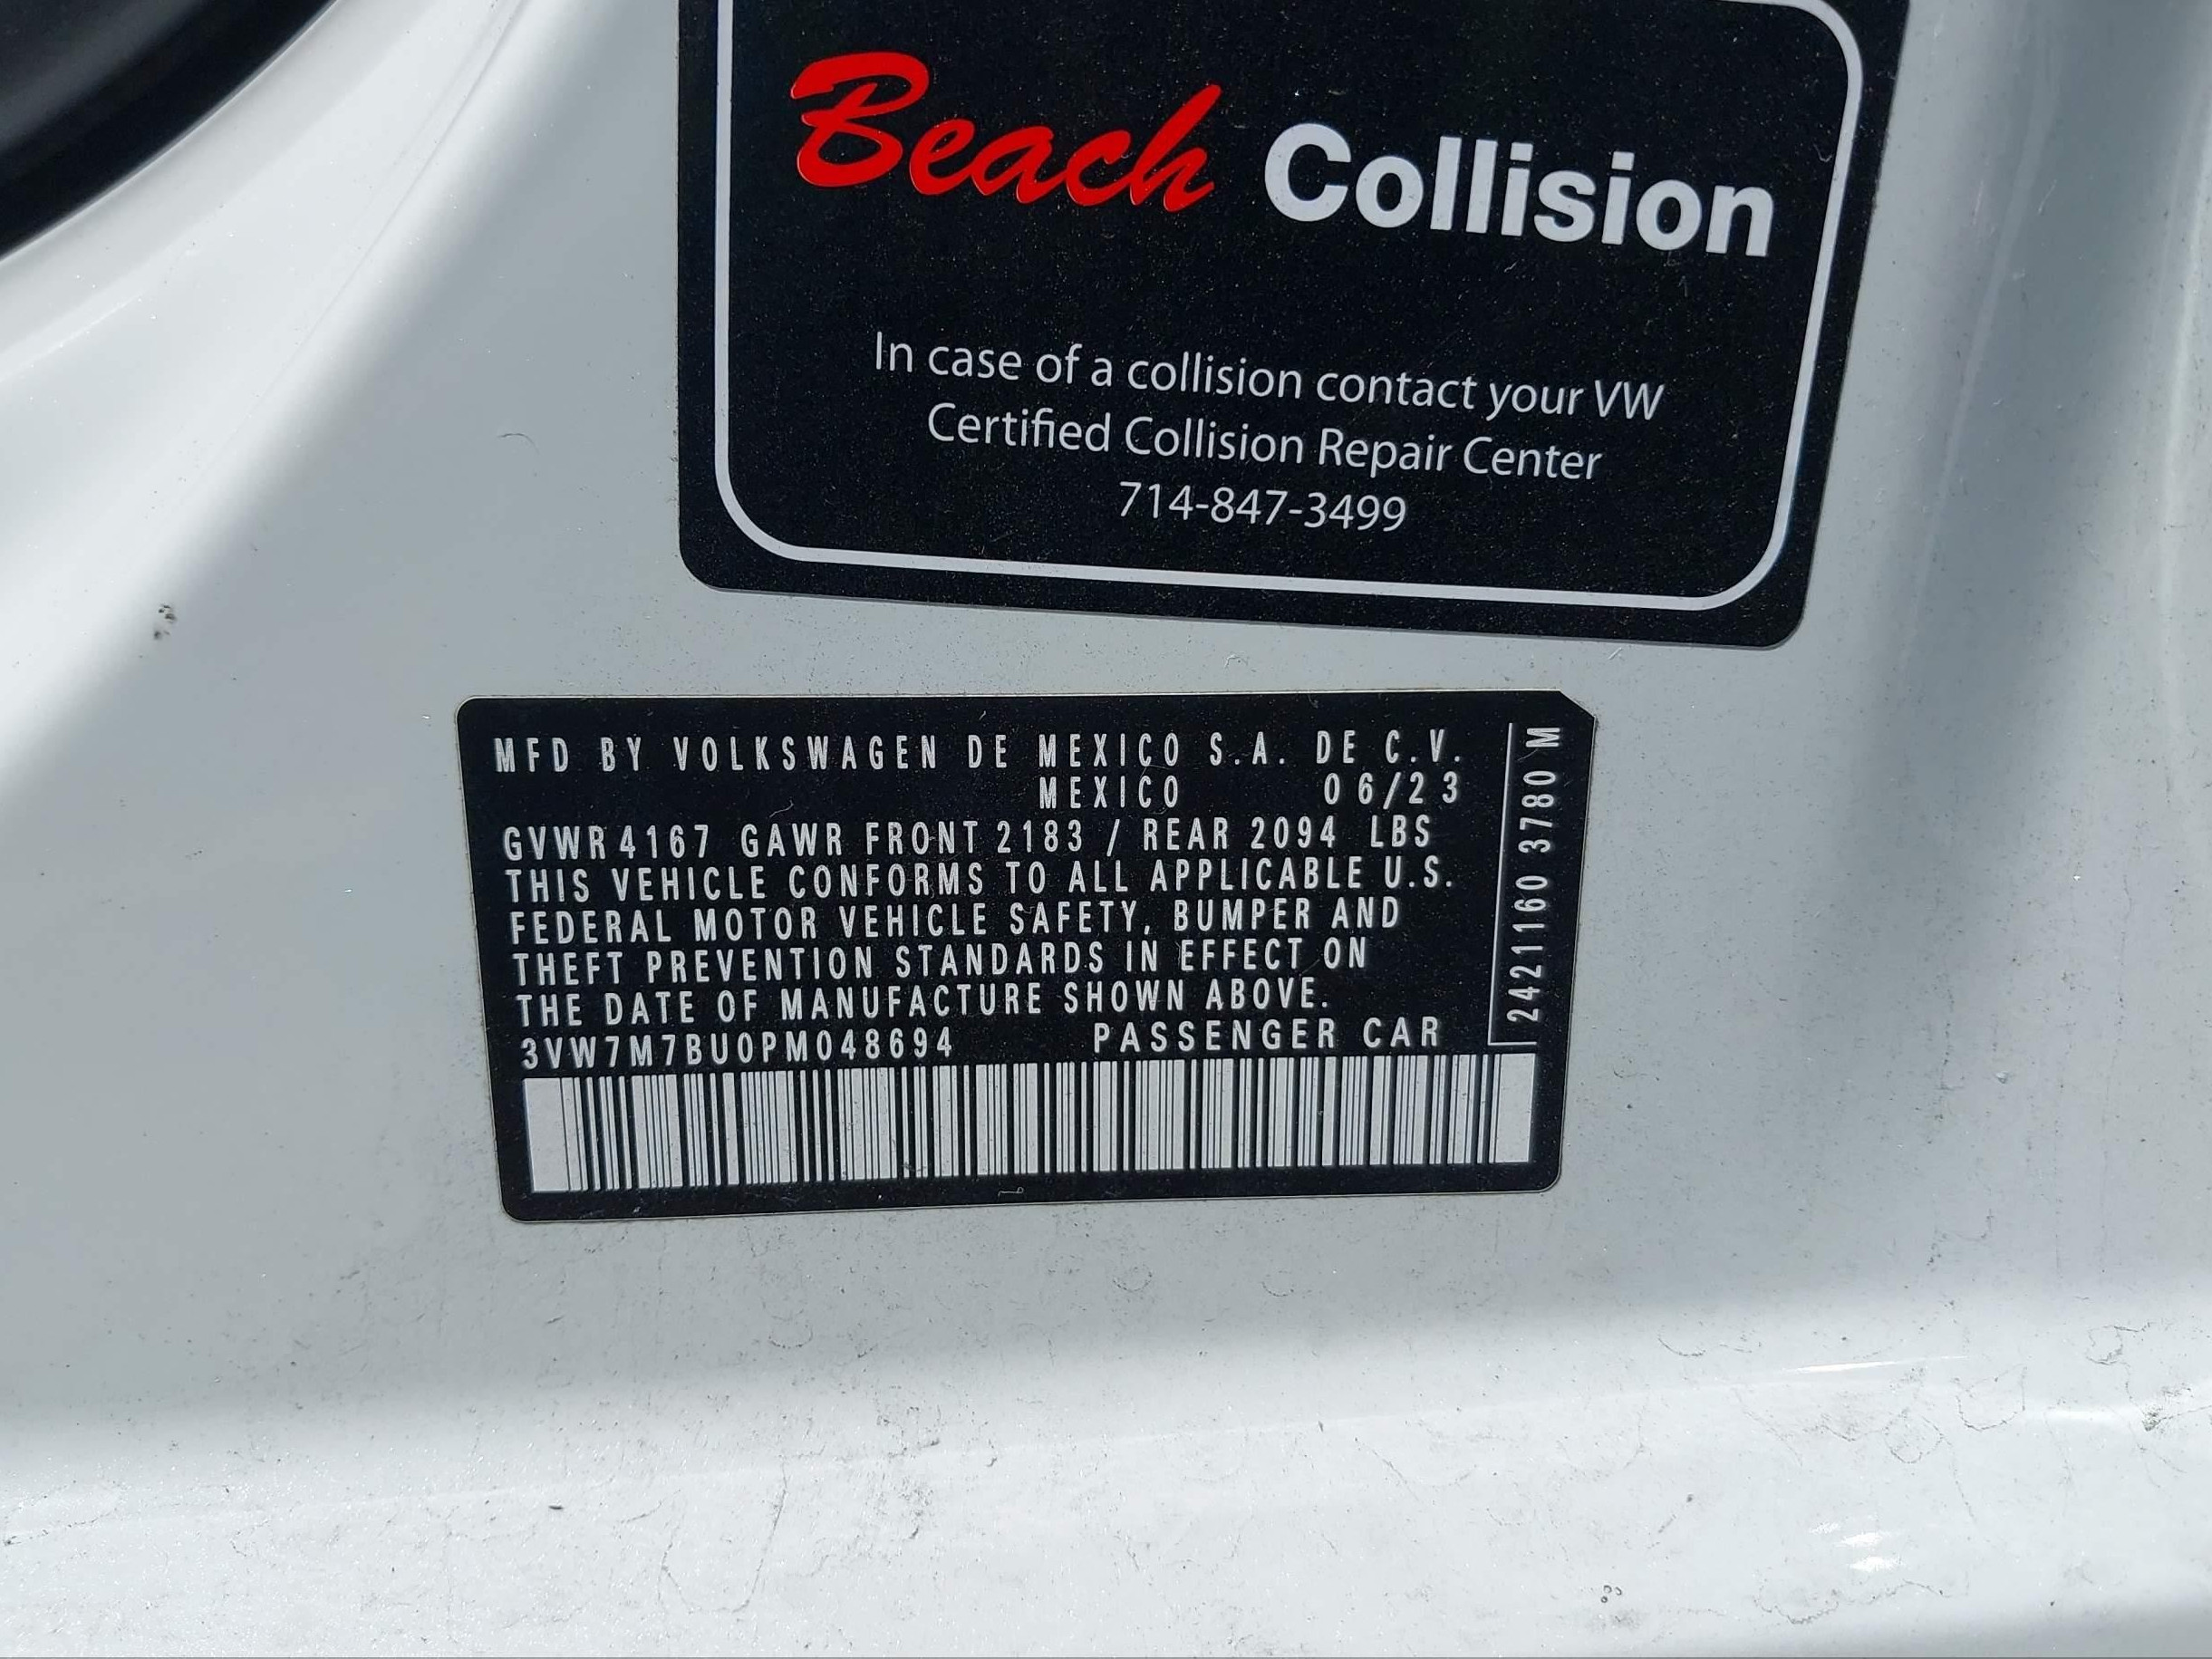 Beach Collision
In case of a collision contact your VW
Certified Collision Repair Center
714-847-3499
MFD BY VOLKSWAGEN DE MEXICO S.A. DE C.V.
MEXICO 06/23
GVWR 4167 GAWR FRONT 2183 / REAR 2094 LBS
THIS VEHICLE CONFORMS TO ALL APPLICABLE U.S.
FEDERAL MOTOR VEHICLE SAFETY, BUMPER AND
THEFT PREVENTION STANDARDS IN EFFECT ON
THE DATE OF MANUFACTURE SHOWN ABOVE.
3VW7M7BU0PM048694 PASSENGER CAR
2421160 3780 M